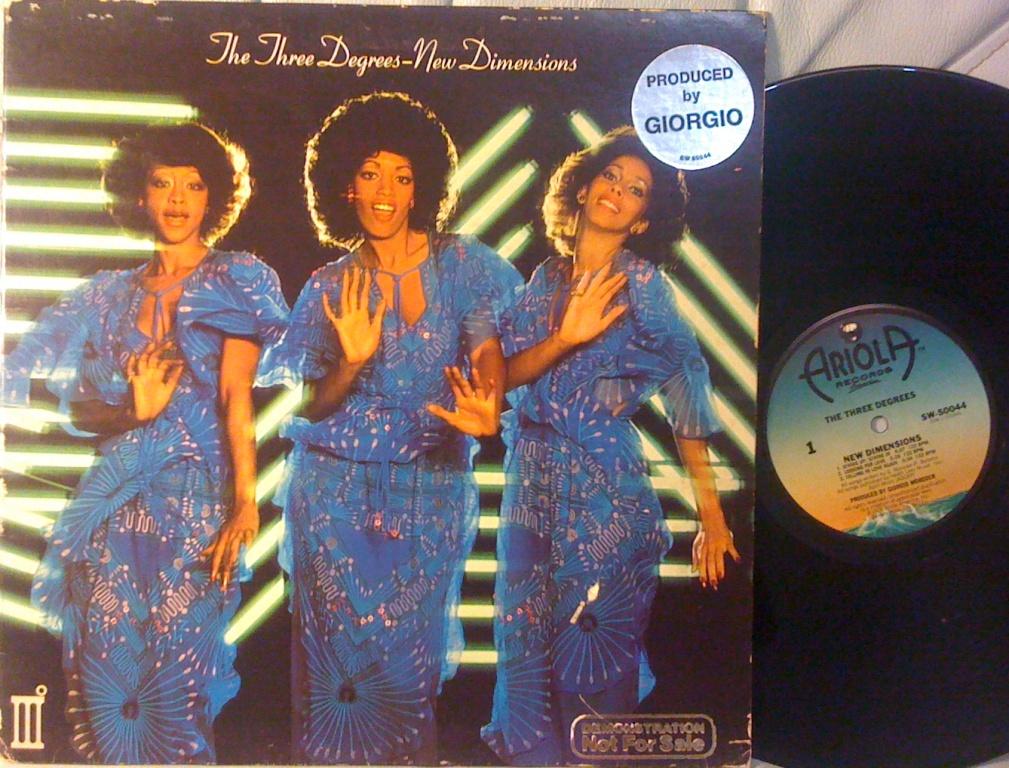 The Three Degrees-New Dimensions
PRODUCED
by
GIORGIO
SW 50044
III°
DEMONSTRATION
Not For Sale
ARIOLA
RECORDS
THE THREE DEGREES
SW-50044
1
NEW DIMENSIONS
PRODUCED BY GIORGIO MORODER